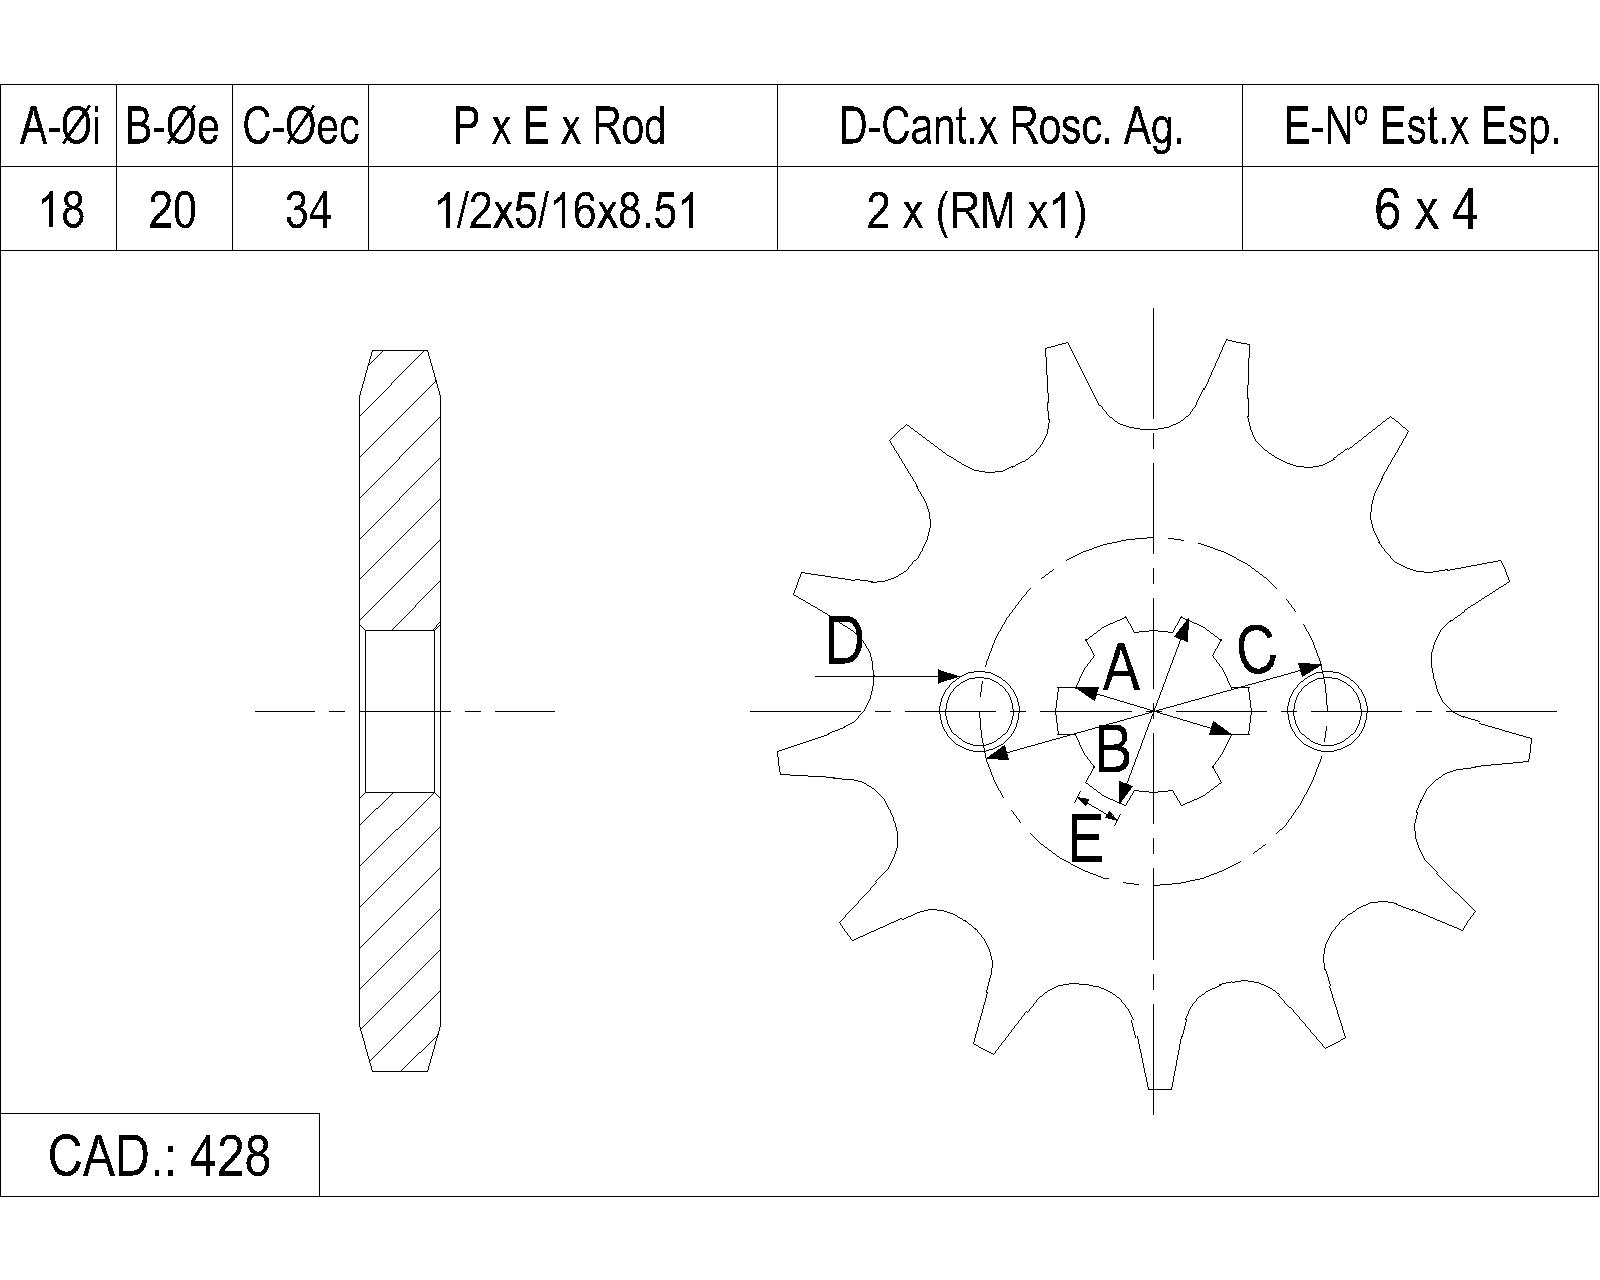 A-Øi B-Øe C-Øec P x E x Rod D-Cant.x Rosc. Ag. E-Nº Est.x Esp.
18 20 34 1/2x5/16x8.51 2 x (RM x1) 6 x 4
D
A
C
B
E
CAD.: 428